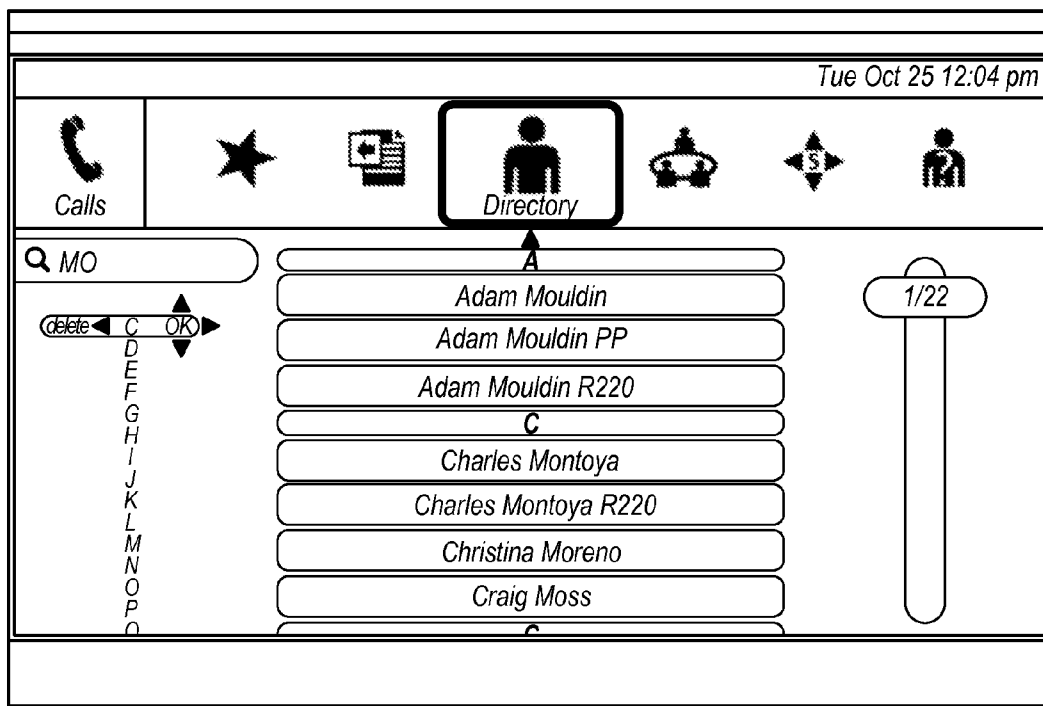 Tue Oct 25 12:04 pm
Calls
S
?
Directory
MO
A
Adam Mouldin
Adam Mouldin PP
Adam Mouldin R220
C
Charles Montoya
Charles Montoya R220
Christina Moreno
Craig Moss
1/22
delete C OK
D
E
F
G
H
I
J
K
L
M
N
O
P